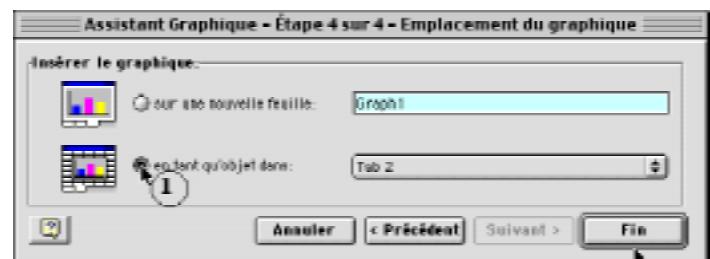 Assistant Graphique - Étape 4 sur 4 - Emplacement du graphique
Insérer le graphique:
sur une nouvelle feuille:
Graph1
en tant qu'objet dans:
Tab 2
1
Annuler
< Précédent
Suivant >
Fin